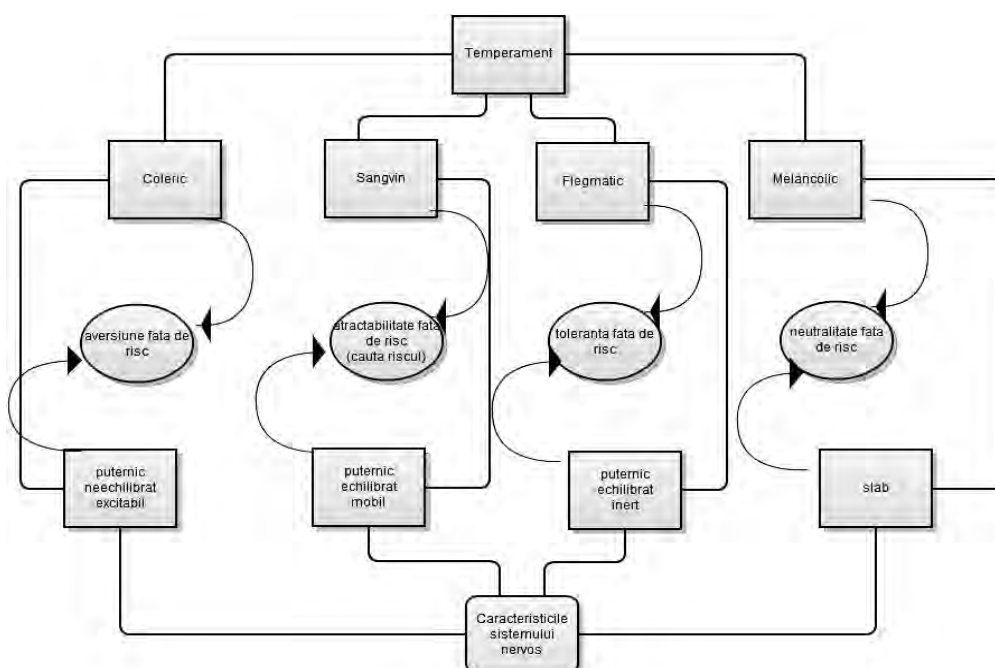 Temperament
Coleric
Sangvin
Flegmatic
Melancolic
aversiune fata de
risc
atractabilitate fata
de risc
(cauta riscul)
toleranta fata de
risc
neutralitate fata
de risc
puternic
neechilibrat
excitabil
puternic
echilibrat
mobil
puternic
echilibrat
inert
slab
Caracteristicile
sistemului
nervos